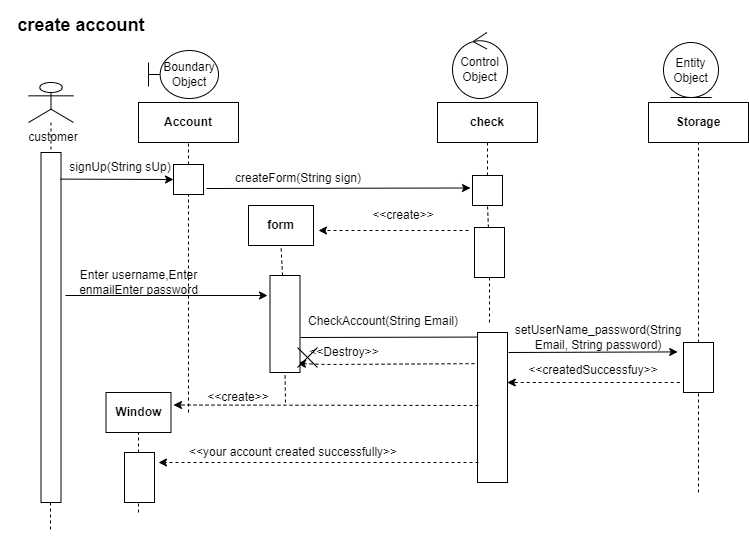 create account
Boundary
Object
Control
Object
Entity
Object
customer
Account
check
Storage
signUp(String sUp)
createForm(String sign)
<<create>>
form
Enter username,Enter
enmailEnter password
CheckAccount(String Email)
setUserName_password(String
Email, String password)
<<Destroy>>
<<createdSuccessfuy>>
<<create>>
Window
<<your account created successfully>>